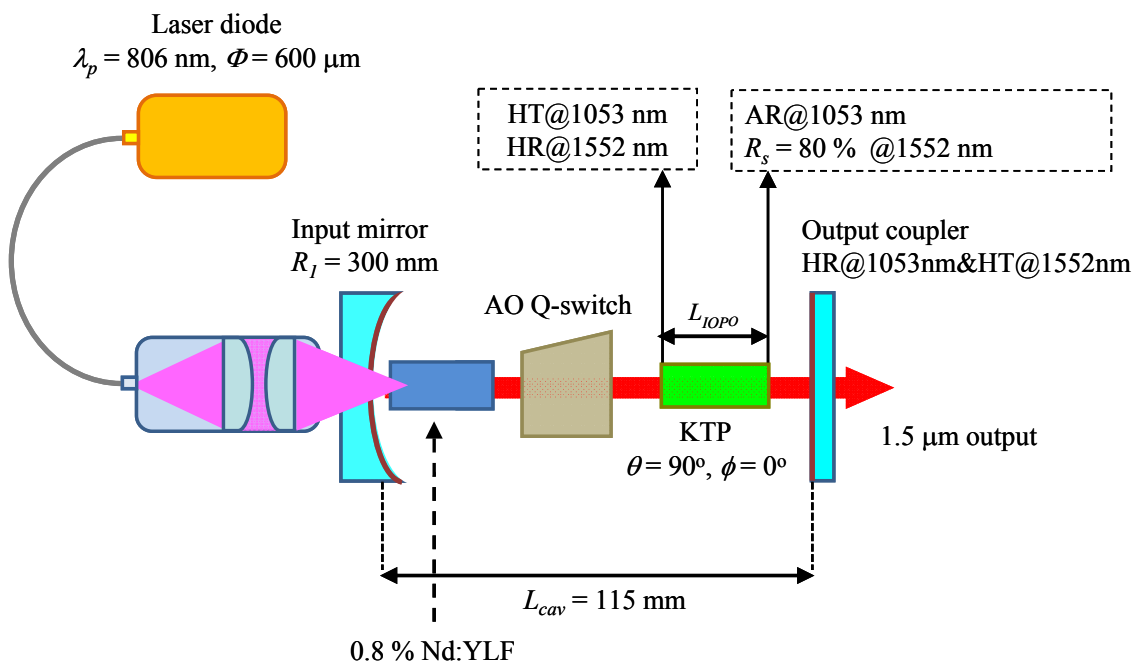 Laser diode
λp = 806 nm, Φ = 600 μm
HT@1053 nm
HR@1552 nm
AR@1053 nm
Rs = 80 % @1552 nm
Input mirror
R1 = 300 mm
Output coupler
HR@1053nm&HT@1552nm
AO Q-switch
LIOPO
KTP
θ = 90º, ϕ = 0º
1.5 μm output
Lcav = 115 mm
0.8 % Nd:YLF